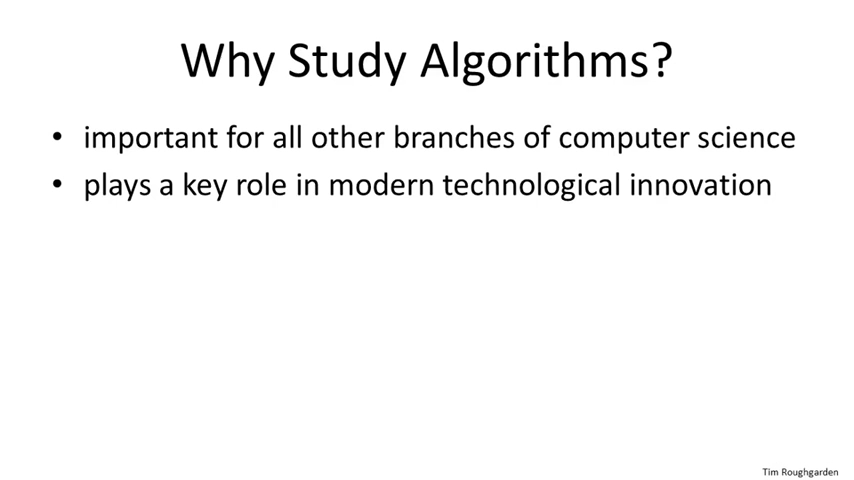 Why Study Algorithms?
• important for all other branches of computer science
• plays a key role in modern technological innovation
Tim Roughgarden